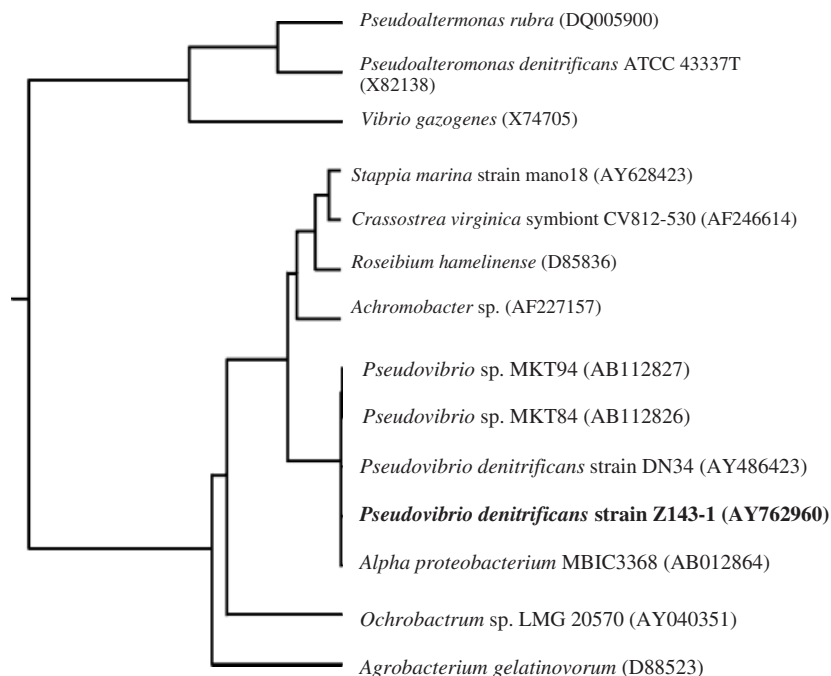 Pseudoaltermonas rubra (DQ005900)
Pseudoalteromonas denitrificans ATCC 43337T
(X82138)
Vibrio gazogenes (X74705)
Stappia marina strain mano18 (AY628423)
Crassostrea virginica symbiont CV812-530 (AF246614)
Roseibium hamelinense (D85836)
Achromobacter sp. (AF227157)
Pseudovibrio sp. MKT94 (AB112827)
Pseudovibrio sp. MKT84 (AB112826)
Pseudovibrio denitrificans strain DN34 (AY486423)
Pseudovibrio denitrificans strain Z143-1 (AY762960)
Alpha proteobacterium MBIC3368 (AB012864)
Ochrobactrum sp. LMG 20570 (AY040351)
Agrobacterium gelatinovorum (D88523)